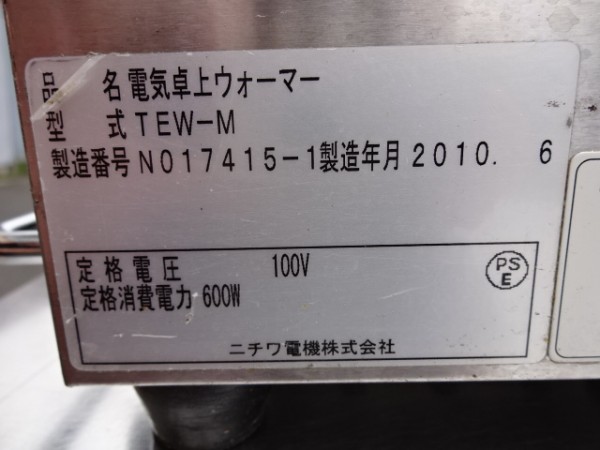 品名 電気卓上ウォーマー
型式 TEW-M
製造番号 N017415-1 製造年月 2010. 6
定格電圧 100V
定格消費電力 600W
PS
E
ニチワ電機株式会社